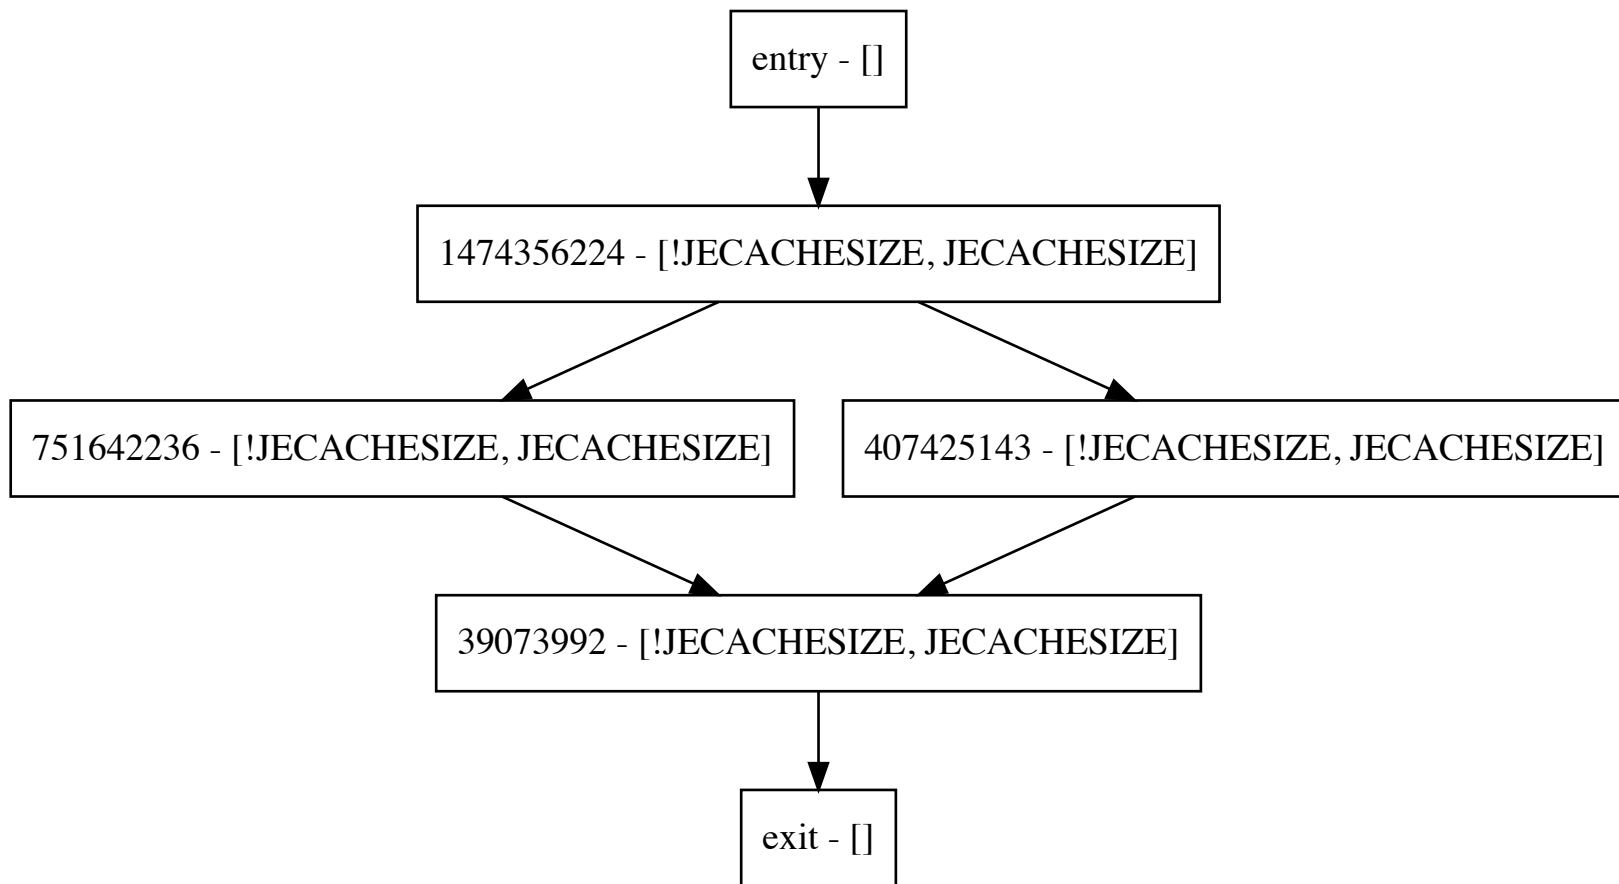 entry - []
1474356224 - [!JECACHESIZE, JECACHESIZE]
751642236 - [!JECACHESIZE, JECACHESIZE]
407425143 - [!JECACHESIZE, JECACHESIZE]
39073992 - [!JECACHESIZE, JECACHESIZE]
exit - []